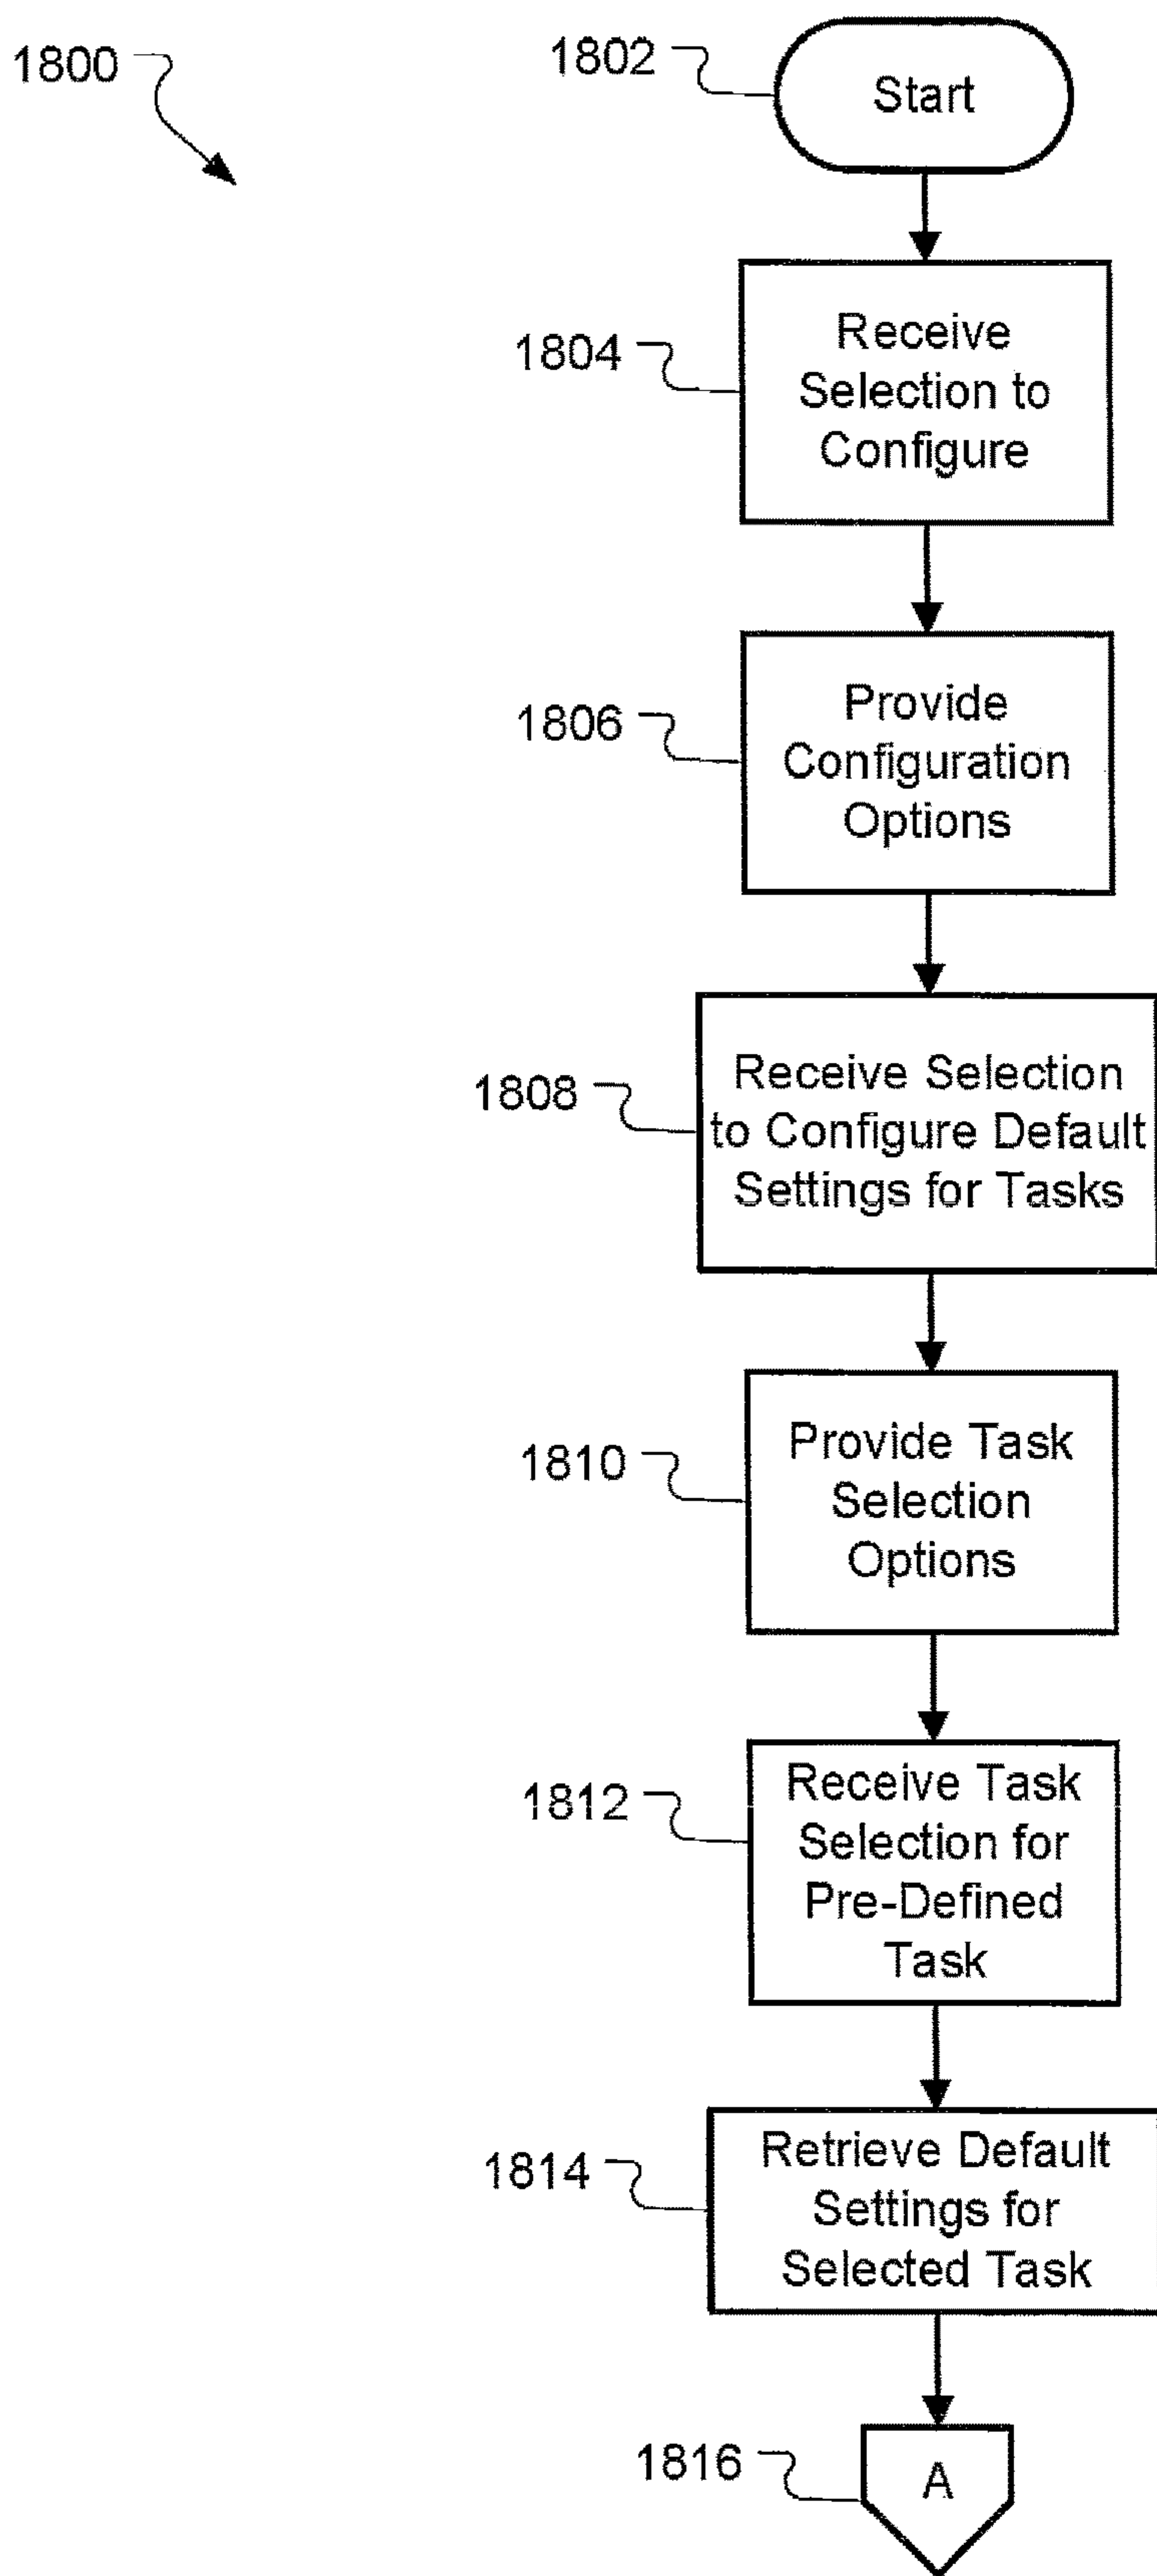 1800
1802
Start
1804
Receive
Selection to
Configure
1806
Provide
Configuration
Options
1808
Receive Selection
to Configure Default
Settings for Tasks
1810
Provide Task
Selection
Options
1812
Receive Task
Selection for
Pre-Defined
Task
1814
Retrieve Default
Settings for
Selected Task
1816
A